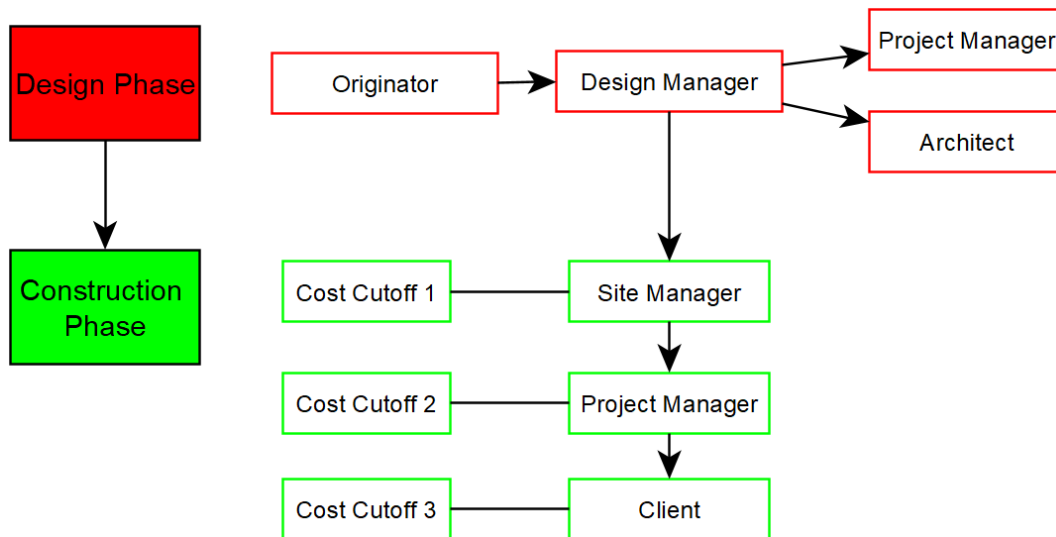 Design Phase
Originator
Design Manager
Project Manager
Architect
Construction
Phase
Cost Cutoff 1
Site Manager
Cost Cutoff 2
Project Manager
Cost Cutoff 3
Client